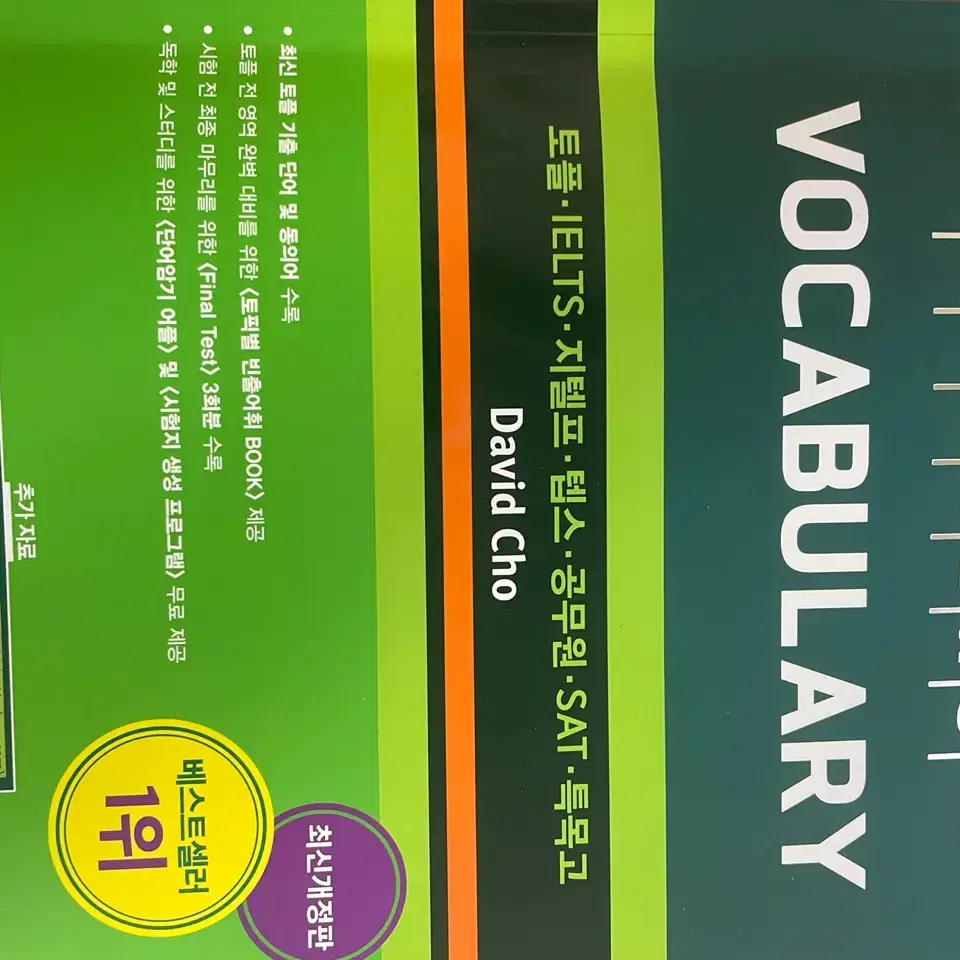 VOCABULARY
토플·IELTS·지텔프·텝스·공무원·SAT·특목고
David Cho
• 최신 토플 기출 단어 및 동의어 수록
• 토플 전 영역 완벽 대비를 위한 <토픽별 빈출어휘 BOOK> 제공
• 시험 전 최종 마무리를 위한 <Final Test> 3회분 수록
• 독학 및 스터디를 위한 <단어암기 어플> 및 <시험지 생성 프로그램> 무료 제공
최신개정판
베스트셀러
1위
추가 자료